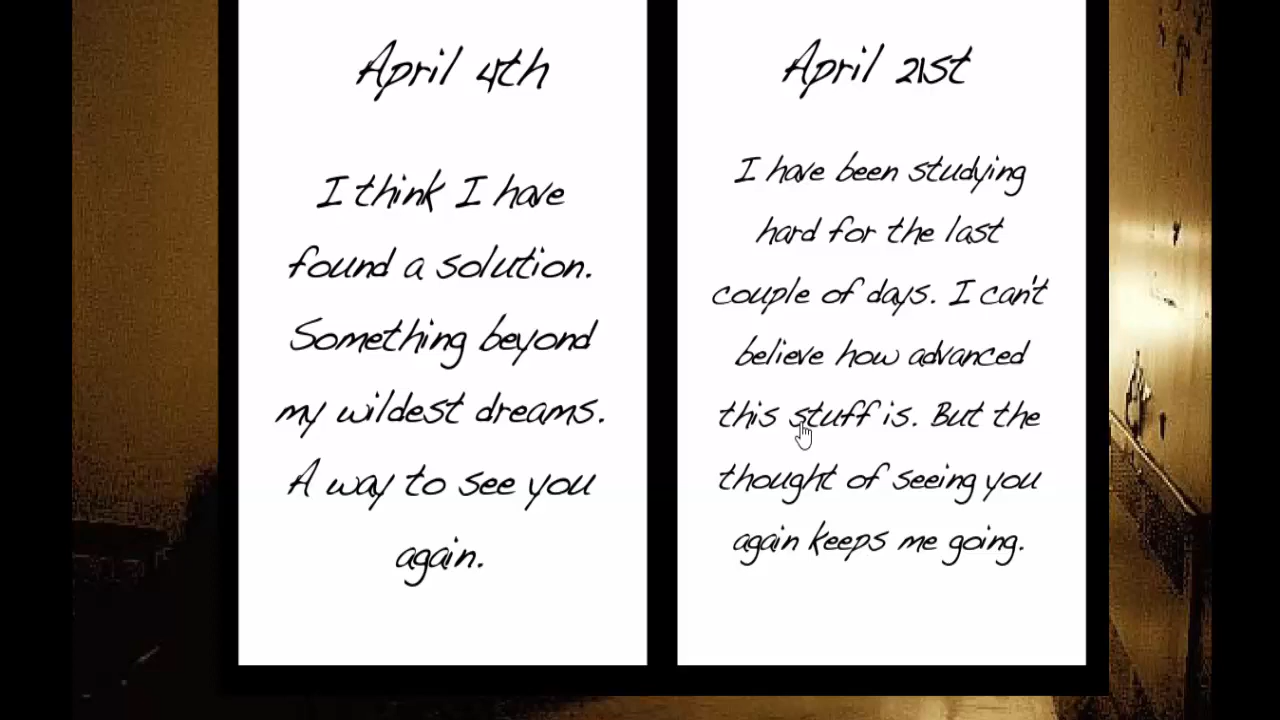 April 4th
I think I have
found a solution.
Something beyond
my wildest dreams.
A way to see you
again.
April 21st
I have been studying
hard for the last
couple of days. I can't
believe how advanced
this stuff is. But the
thought of seeing you
again keeps me going.